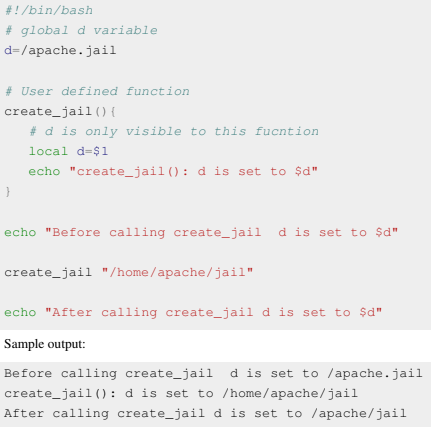 #!/bin/bash
# global d variable
d=/apache.jail
# User defined function
create_jail(){
# d is only visible to this fucntion
local d=$1
echo "create_jail(): d is set to $d"
}
echo "Before calling create_jail  d is set to $d"
create_jail "/home/apache/jail"
echo "After calling create_jail d is set to $d"
Sample output:
Before calling create_jail  d is set to /apache.jail
create_jail(): d is set to /home/apache/jail
After calling create_jail d is set to /apache/jail